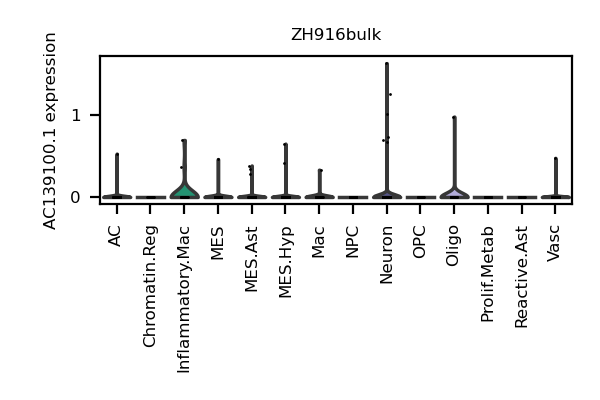 ZH916bulk
AC139100.1 expression
1
0
AC
Chromatin.Reg
Inflammatory.Mac
MES
MES.Ast
MES.Hyp
Mac
NPC
Neuron
OPC
Oligo
Prolif.Metab
Reactive.Ast
Vasc